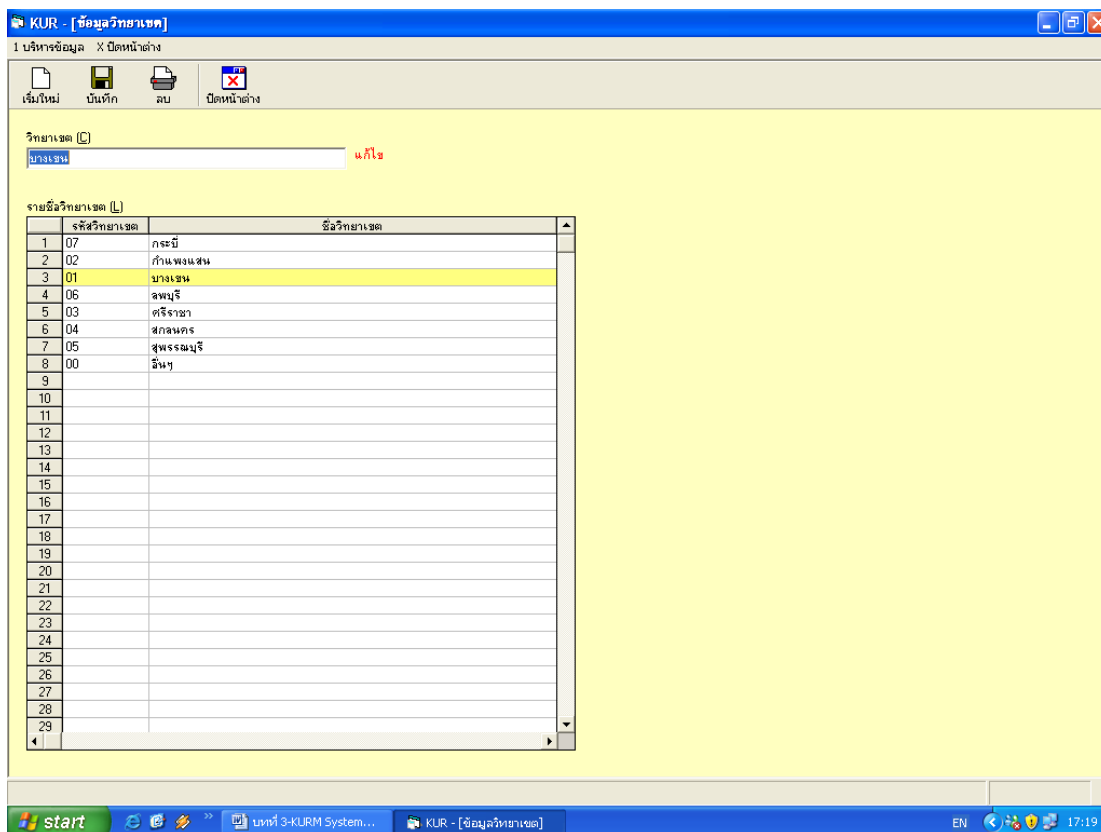 KUR - [ข้อมูลวิทยาเขต]
1 บริหารข้อมูล X ปิดหน้าต่าง
เริ่มใหม่ บันทึก ลบ ปิดหน้าต่าง
วิทยาเขต (C)
บางเขน แก้ไข
รายชื่อวิทยาเขต (L)
รหัสวิทยาเขต ชื่อวิทยาเขต
1 07 กระบี่
2 02 กำแพงแสน
3 01 บางเขน
4 06 ลพบุรี
5 03 ศรีราชา
6 04 สกลนคร
7 05 สุพรรณบุรี
8 00 อื่นๆ
9
10
11
12
13
14
15
16
17
18
19
20
21
22
23
24
25
26
27
28
29
start บทที่ 3-KURM System... KUR - [ข้อมูลวิทยาเขต] EN 17:19